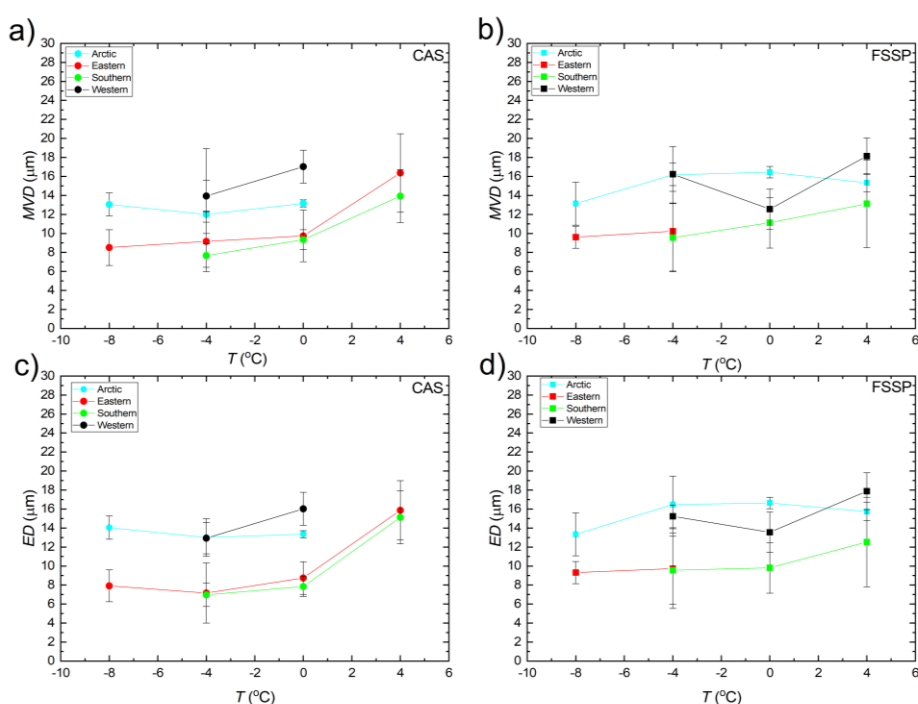 a)
CAS
Arctic
Eastern
Southern
Western
MVD (μm)
30
28
26
24
22
20
18
16
14
12
10
8
6
4
2
0
-10 -8 -6 -4 -2 0 2 4 6
T (°C)
b)
FSSP
Arctic
Eastern
Southern
Western
MVD (μm)
30
28
26
24
22
20
18
16
14
12
10
8
6
4
2
0
-10 -8 -6 -4 -2 0 2 4 6
T (°C)
c)
CAS
Arctic
Eastern
Southern
Western
ED (μm)
30
28
26
24
22
20
18
16
14
12
10
8
6
4
2
0
-10 -8 -6 -4 -2 0 2 4 6
T (°C)
d)
FSSP
Arctic
Eastern
Southern
Western
ED (μm)
30
28
26
24
22
20
18
16
14
12
10
8
6
4
2
0
-10 -8 -6 -4 -2 0 2 4 6
T (°C)